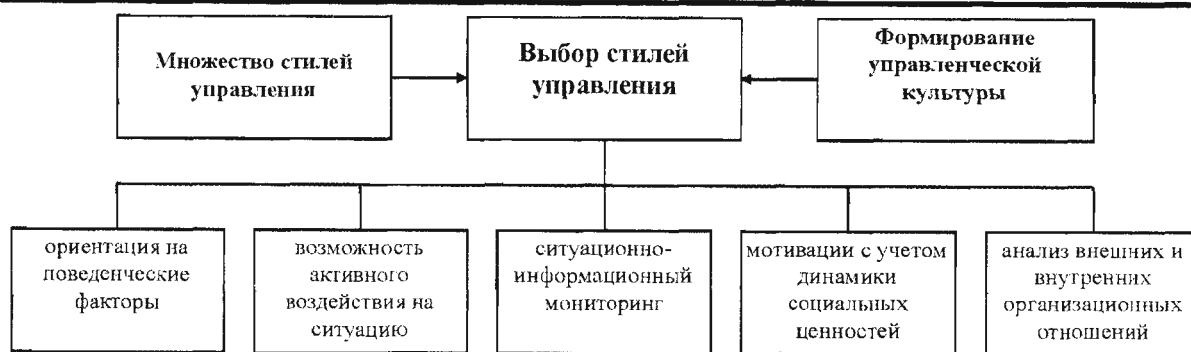 Множество стилей
управления
Выбор стилей
управления
Формирование
управленческой
культуры
ориентация на
поведенческие
факторы
возможность
активного
воздействия на
ситуацию
ситуационно-
информационный
мониторинг
мотивации с учетом
динамики
социальных
ценностей
анализ внешних и
внутренних
организационных
отношений